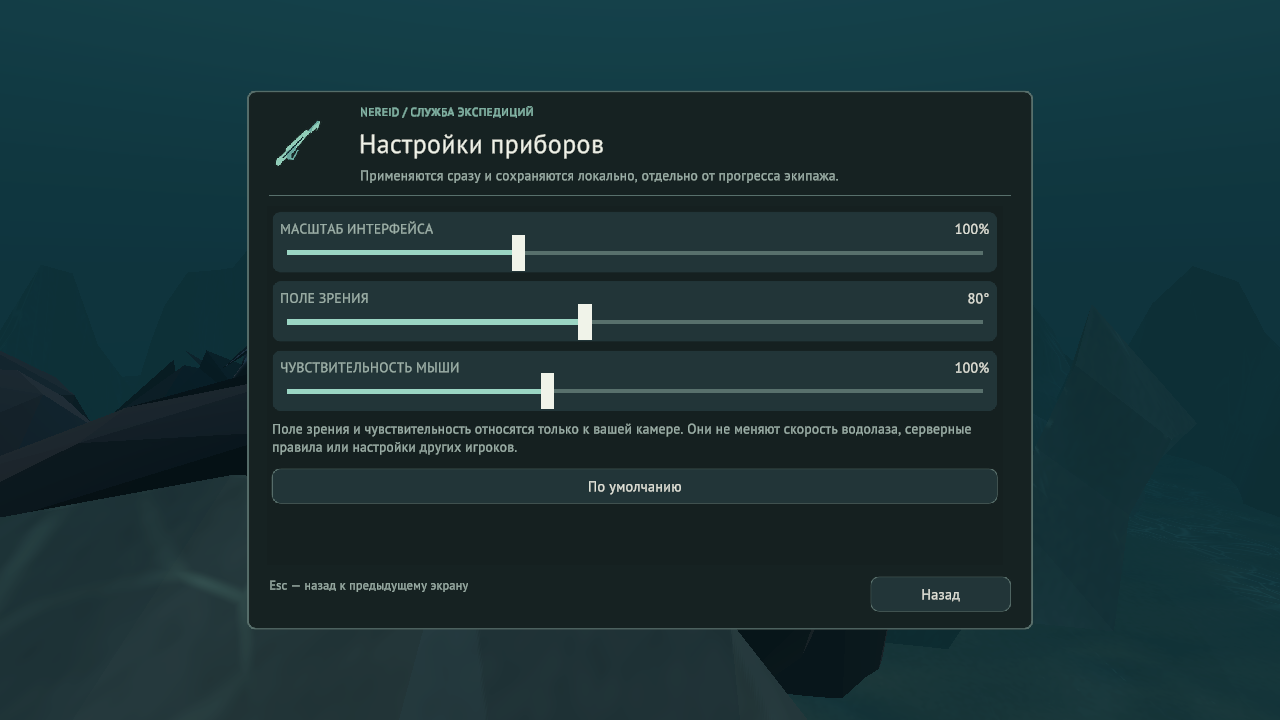 NEREID / СЛУЖБА ЭКСПЕДИЦИЙ
Настройки приборов
Применяются сразу и сохраняются локально, отдельно от прогресса экипажа.
МАСШТАБ ИНТЕРФЕЙСА 100%
ПОЛЕ ЗРЕНИЯ 80°
ЧУВСТВИТЕЛЬНОСТЬ МЫШИ 100%
Поле зрения и чувствительность относятся только к вашей камере. Они не меняют скорость водолаза, серверные
правила или настройки других игроков.
По умолчанию
Esc — назад к предыдущему экрану
Назад